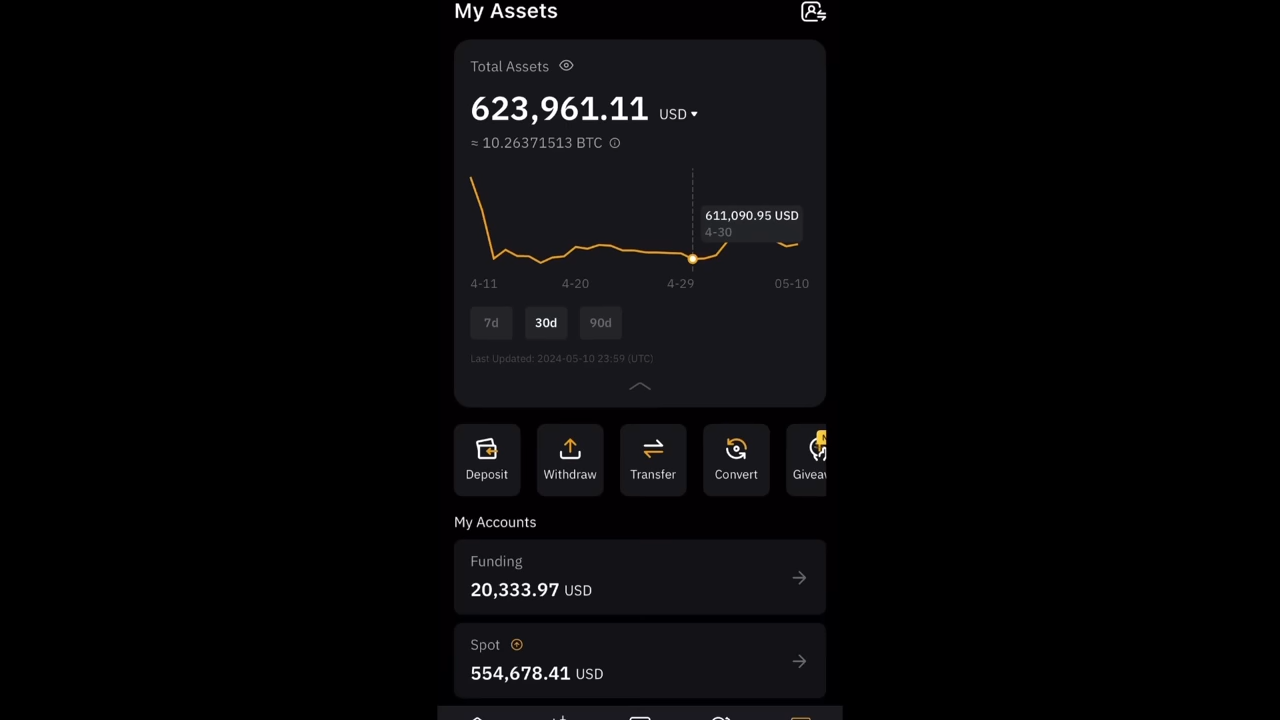 My Assets
Total Assets
623,961.11 USD
≈ 10.26371513 BTC
611,090.95 USD
4-30
4-11 4-20 4-29 05-10
7d 30d 90d
Last Updated: 2024-05-10 23:59 (UTC)
Deposit Withdraw Transfer Convert Giveav
My Accounts
Funding
20,333.97 USD
Spot
554,678.41 USD